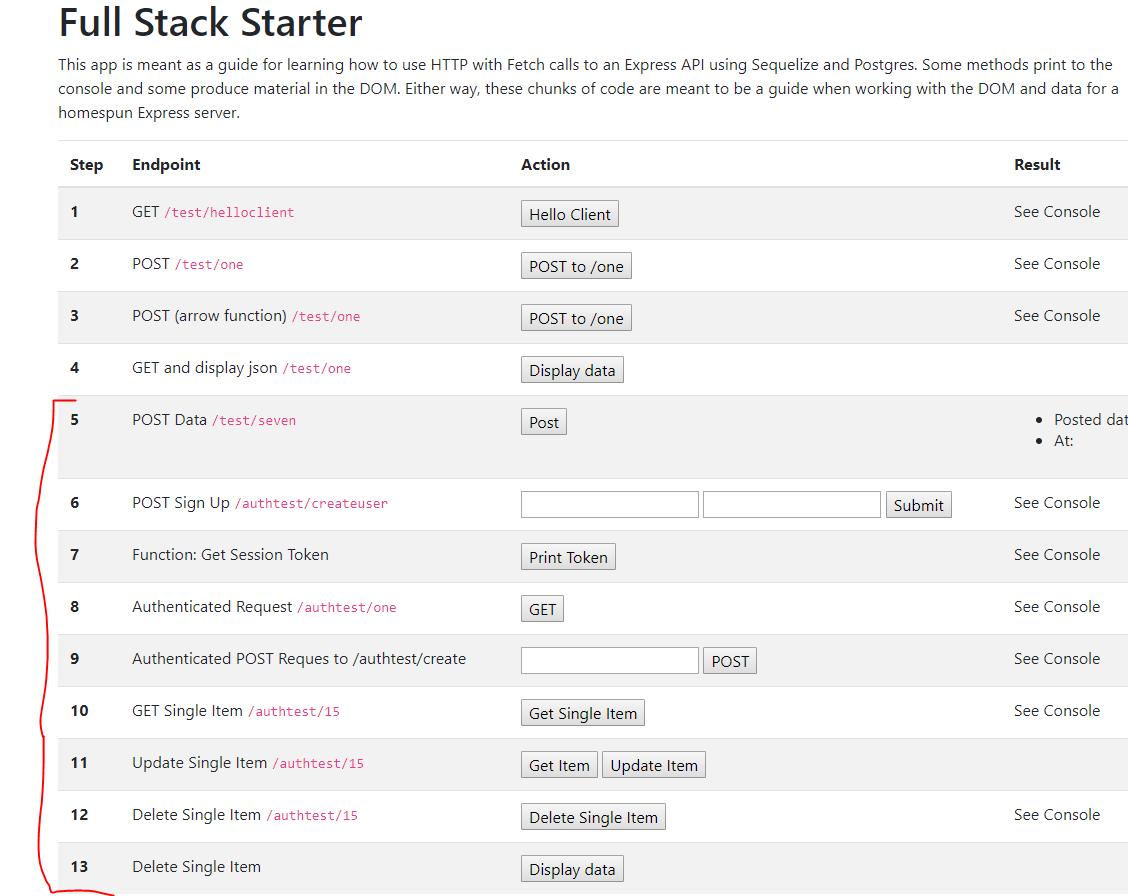 Full Stack Starter
This app is meant as a guide for learning how to use HTTP with Fetch calls to an Express API using Sequelize and Postgres. Some methods print to the
console and some produce material in the DOM. Either way, these chunks of code are meant to be a guide when working with the DOM and data for a
homespun Express server.
Step Endpoint Action Result
1 GET /test/helloclient Hello Client See Console
2 POST /test/one POST to /one See Console
3 POST (arrow function) /test/one POST to /one See Console
4 GET and display json /test/one Display data
5 POST Data /test/seven Post • Posted dat
• At:
6 POST Sign Up /authtest/createuser Submit See Console
7 Function: Get Session Token Print Token See Console
8 Authenticated Request /authtest/one GET See Console
9 Authenticated POST Reques to /authtest/create POST See Console
10 GET Single Item /authtest/15 Get Single Item See Console
11 Update Single Item /authtest/15 Get Item Update Item
12 Delete Single Item /authtest/15 Delete Single Item See Console
13 Delete Single Item Display data